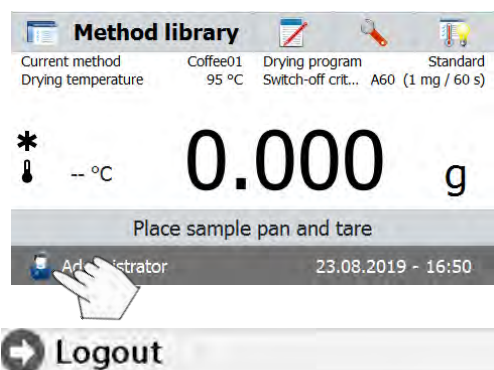 Method library
Current method Coffee01 Drying program Standard
Drying temperature 95 °C Switch-off crit... A60 (1 mg / 60 s)
-- °C 0.000 g
Place sample pan and tare
Administrator 23.08.2019 - 16:50
Logout